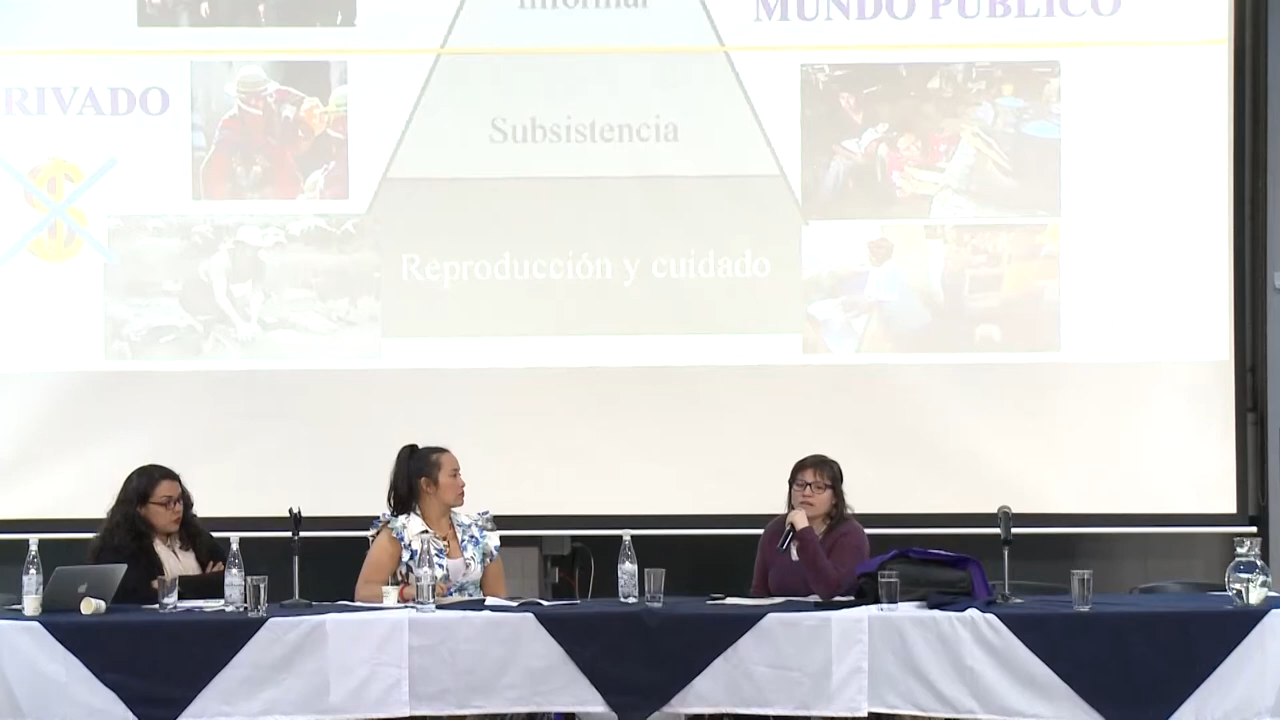 Informal
MUNDO PÚBLICO
RIVADO
Subsistencia
$
Reproducción y cuidado